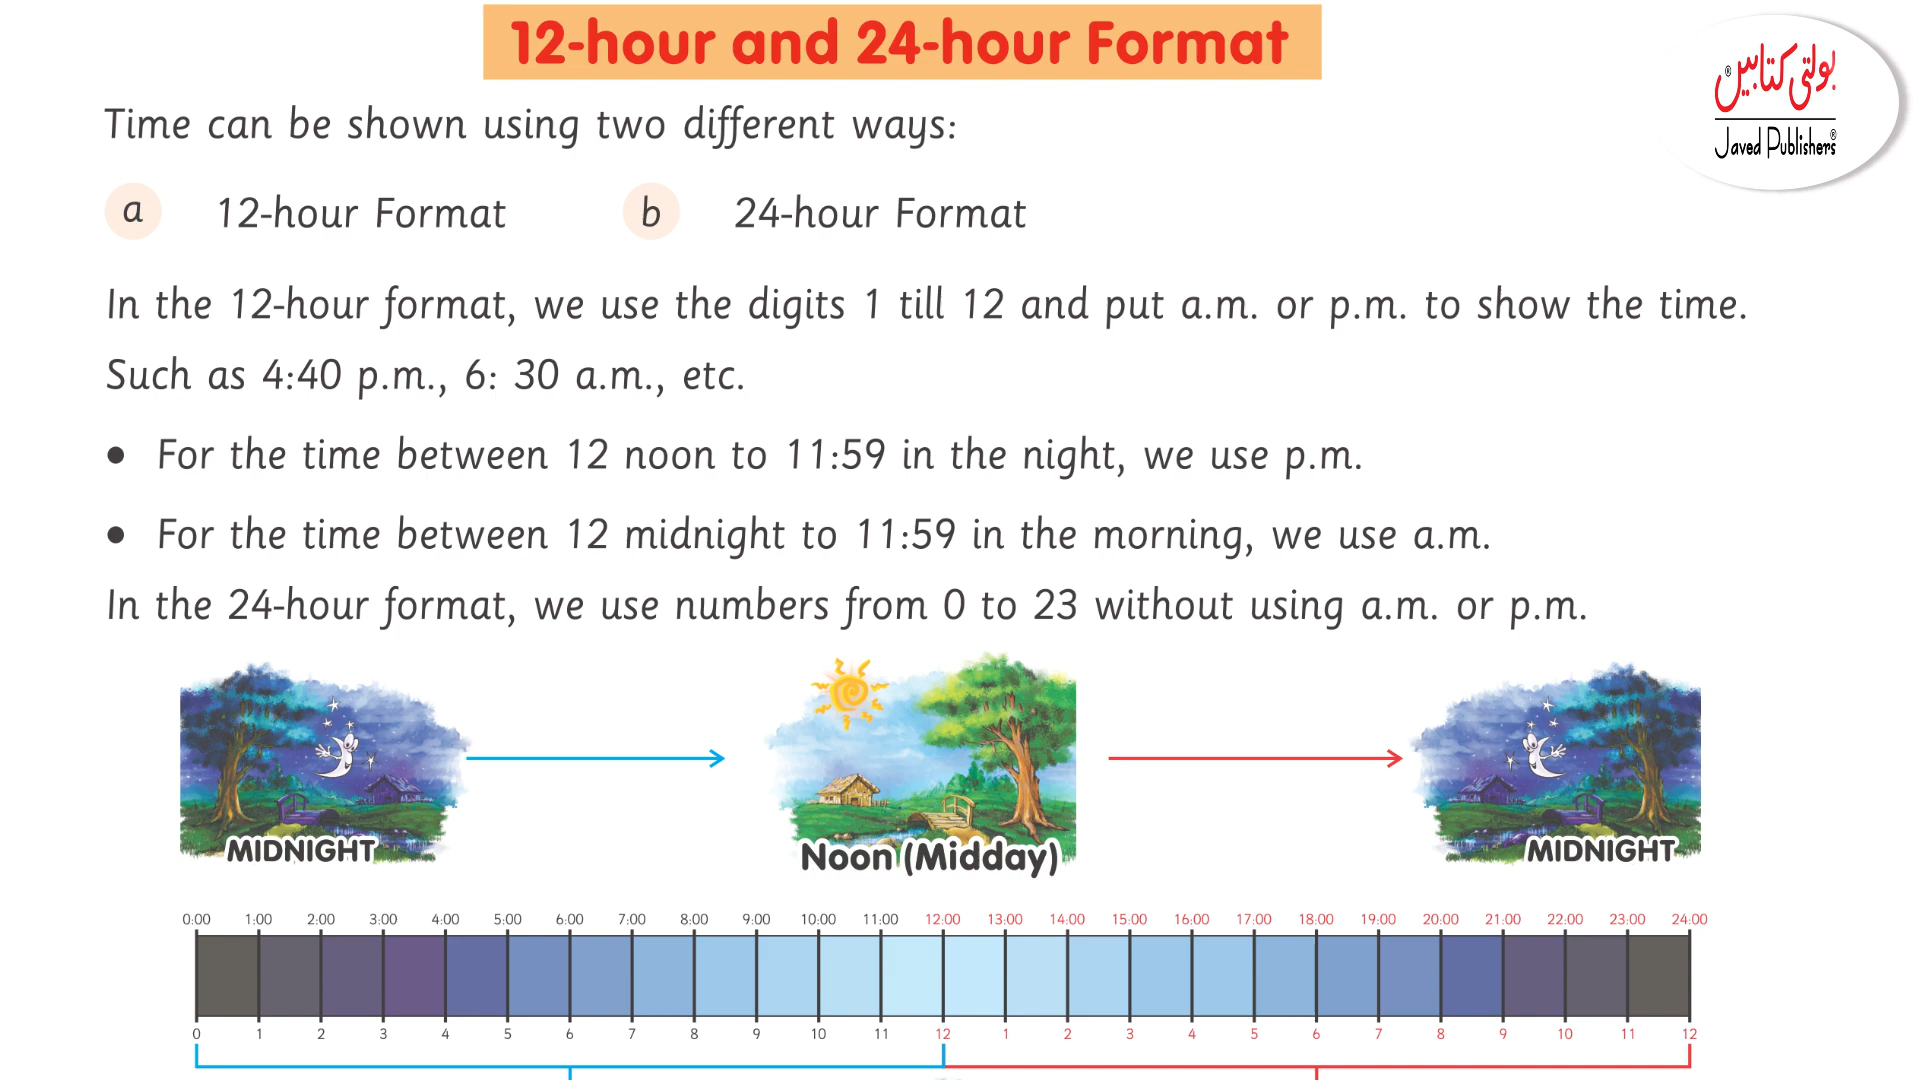 12-hour and 24-hour Format
بولتی کتابیں®
Javed Publishers®
Time can be shown using two different ways:
a 12-hour Format b 24-hour Format
In the 12-hour format, we use the digits 1 till 12 and put a.m. or p.m. to show the time.
Such as 4:40 p.m., 6: 30 a.m., etc.
• For the time between 12 noon to 11:59 in the night, we use p.m.
• For the time between 12 midnight to 11:59 in the morning, we use a.m.
In the 24-hour format, we use numbers from 0 to 23 without using a.m. or p.m.
MIDNIGHT Noon (Midday) MIDNIGHT
0:00 1:00 2:00 3:00 4:00 5:00 6:00 7:00 8:00 9:00 10:00 11:00 12:00 13:00 14:00 15:00 16:00 17:00 18:00 19:00 20:00 21:00 22:00 23:00 24:00
0 1 2 3 4 5 6 7 8 9 10 11 12 1 2 3 4 5 6 7 8 9 10 11 12